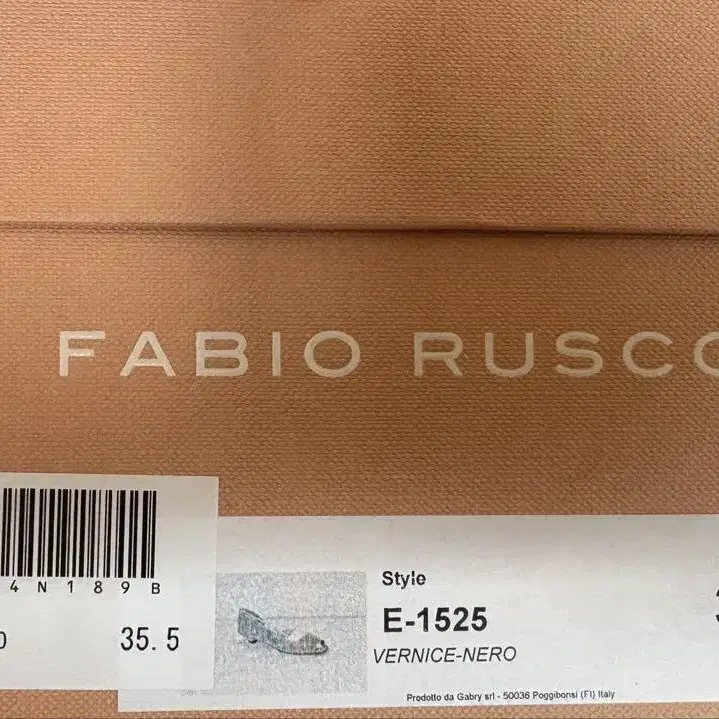 FABIO RUSCO
4N189B
35.5
Style
E-1525
VERNICE-NERO
Prodotto da Gabry srl - 50036 Poggibonsi (FI) Italy